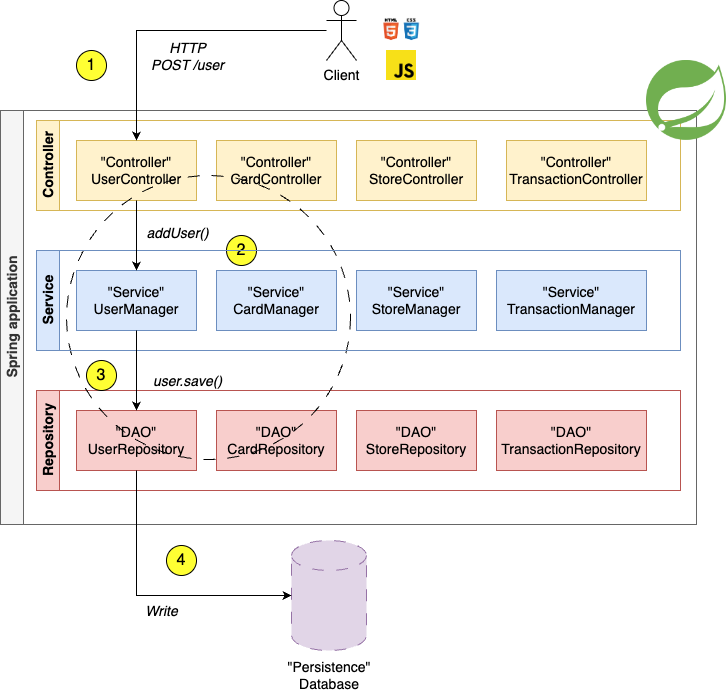 HTML
CSS
5
3
HTTP
POST /user
1
Client
JS
Spring application
Controller
"Controller"
UserController
"Controller"
CardController
"Controller"
StoreController
"Controller"
TransactionController
addUser()
2
Service
"Service"
UserManager
"Service"
CardManager
"Service"
StoreManager
"Service"
TransactionManager
3
user.save()
Repository
"DAO"
UserRepository
"DAO"
CardRepository
"DAO"
StoreRepository
"DAO"
TransactionRepository
4
Write
"Persistence"
Database